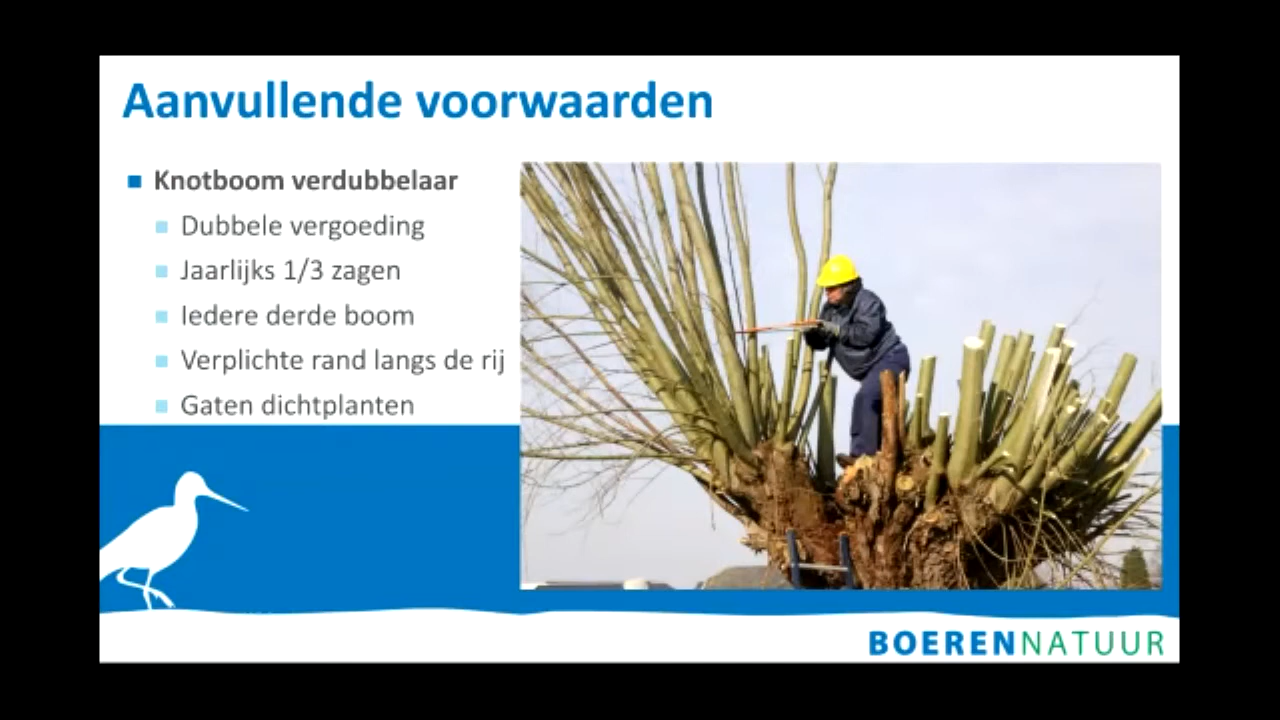 Aanvullende voorwaarden
Knotboom verdubbelaar
Dubbele vergoeding
Jaarlijks 1/3 zagen
Iedere derde boom
Verplichte rand langs de rij
Gaten dichtplanten
BOERENNATUUR